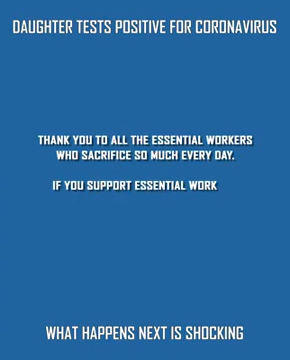 DAUGHTER TESTS POSITIVE FOR CORONAVIRUS
THANK YOU TO ALL THE ESSENTIAL WORKERS
WHO SACRIFICE SO MUCH EVERY DAY.
IF YOU SUPPORT ESSENTIAL WORK
WHAT HAPPENS NEXT IS SHOCKING